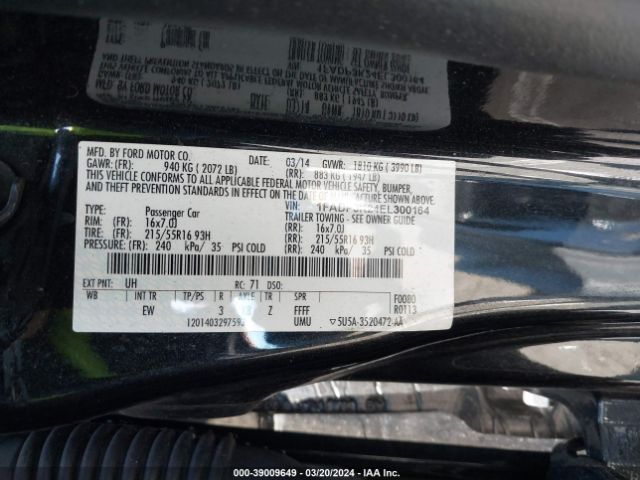 MFD. BY FORD MOTOR CO.
DATE: 03/14 GVWR: 1810 KG ( 3990 LB)
GAWR: (FR): 940 KG ( 2072 LB) (RR): 883 KG ( 1947 LB)
THIS VEHICLE CONFORMS TO ALL APPLICABLE FEDERAL MOTOR VEHICLE SAFETY, BUMPER,
AND THEFT PREVENTION STANDARDS IN EFFECT ON THE DATE OF MANUFACTURE SHOWN ABOVE.
VIN: 1FADP3K24EL300164
TYPE: Passenger Car TRAILER TOWING - SEE OWNER GUIDE
RIM: (FR) 16x7.0J (RR) 16x7.0J
TIRE: (FR) 215/55R16 93H (RR) 215/55R16 93H
PRESSURE: (FR) 240 kPa/ 35 PSI COLD (RR) 240 kPa/ 35 PSI COLD
EXT PNT: UH RC: 71 DSO:
WB INT TR TP/PS R AXLE TR SPR
EW 3 Z FFFF
F0080
R0113
UMU 5U5A-3520472-AA
000-39009649 - 03/20/2024 - IAA Inc.